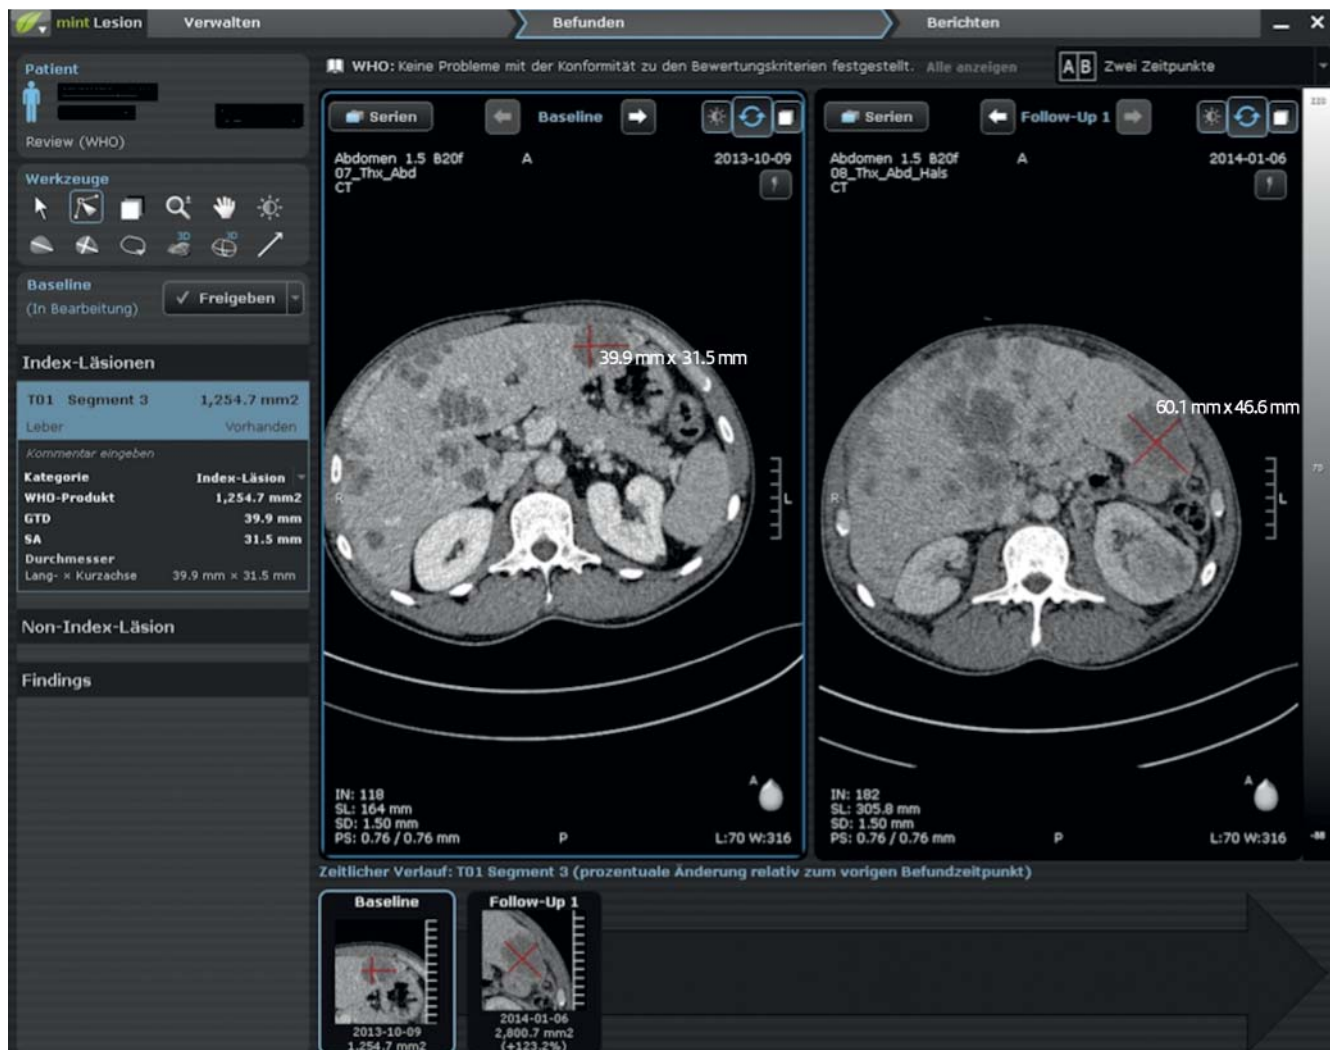 mint Lesion Verwalten Befunden Berichten
Patient
Review (WHO)
Werkzeuge
3D 3D
Baseline
(In Bearbeitung)
Freigeben
Index-Läsionen
T01 Segment 3 1,254.7 mm2
Leber Vorhanden
Kommentar eingeben
Kategorie Index-Läsion
WHO-Produkt 1,254.7 mm2
GTD 39.9 mm
SA 31.5 mm
Durchmesser
Lang- × Kurzachse 39.9 mm × 31.5 mm
Non-Index-Läsion
Findings
WHO: Keine Probleme mit der Konformität zu den Bewertungskriterien festgestellt. Alle anzeigen
A B Zwei Zeitpunkte
Serien Baseline
Abdomen 1.5 B20f A 2013-10-09
07_Thx_Abd
CT
39.9 mm x 31.5 mm
R L
IN: 118
SL: 164 mm
SD: 1.50 mm
PS: 0.76 / 0.76 mm P L:70 W:316
A
Serien Follow-Up 1
Abdomen 1.5 B20f A 2014-01-06
08_Thx_Abd_Hals
CT
60.1 mm x 46.6 mm
R L
IN: 182
SL: 305.8 mm
SD: 1.50 mm
PS: 0.76 / 0.76 mm P L:70 W:316
A
70
-88
Zeitlicher Verlauf: T01 Segment 3 (prozentuale Änderung relativ zum vorigen Befundzeitpunkt)
Baseline
2013-10-09
1,254.7 mm2
Follow-Up 1
2014-01-06
2,800.7 mm2
(+123.2%)